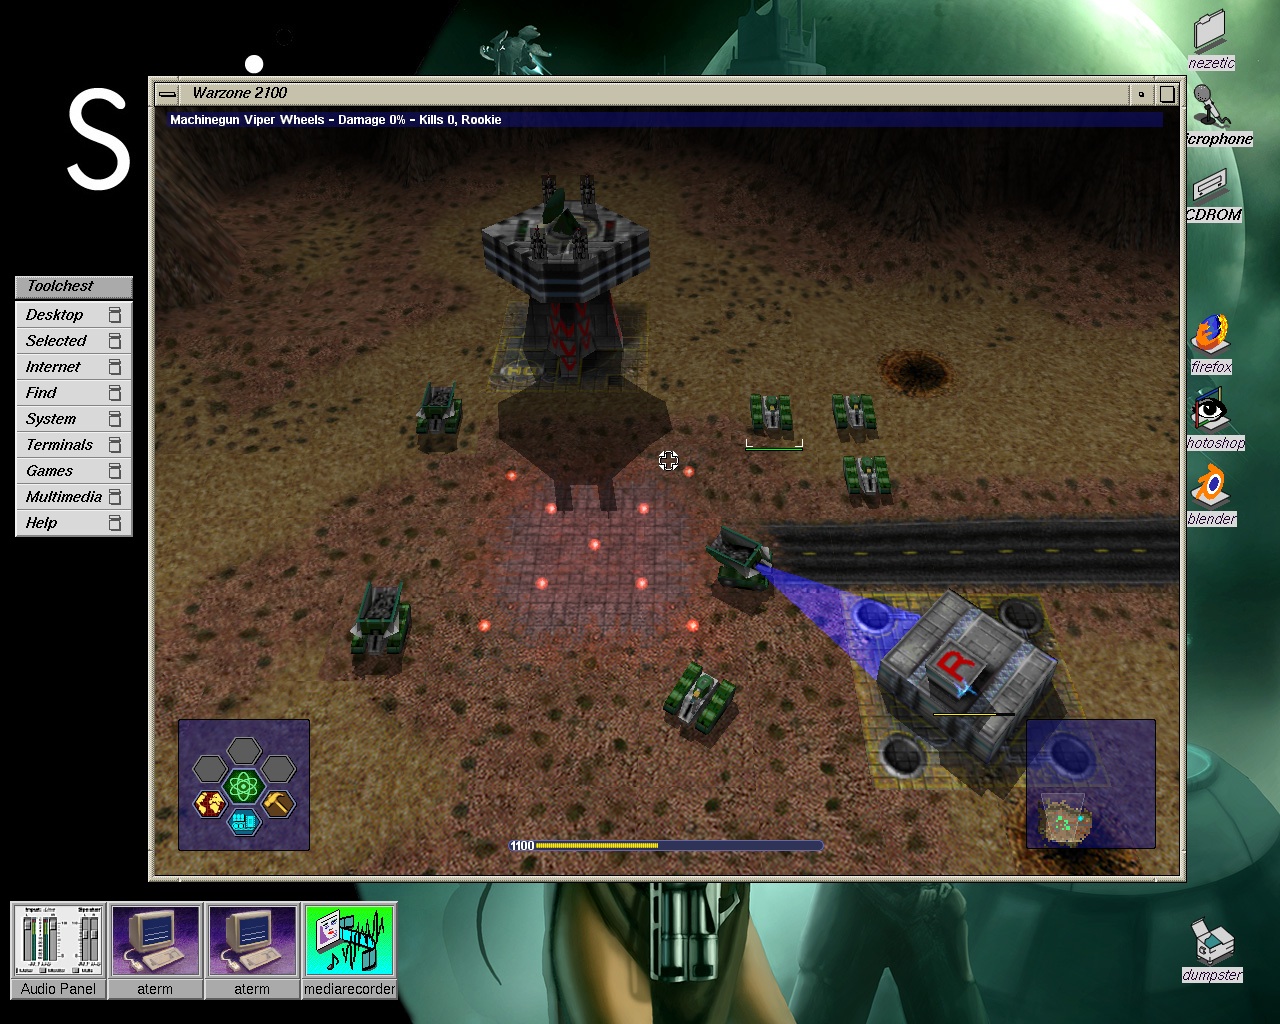 S
nezetic
Warzone 2100
Machinegun Viper Wheels - Damage 0% - Kills 0, Rookie
icrophone
CDROM
Toolchest
Desktop
Selected
Internet
Find
System
Terminals
Games
Multimedia
Help
firefox
hotoshop
blender
HQ
R
1100
Audio Panel
aterm
aterm
mediarecorder
dumpster